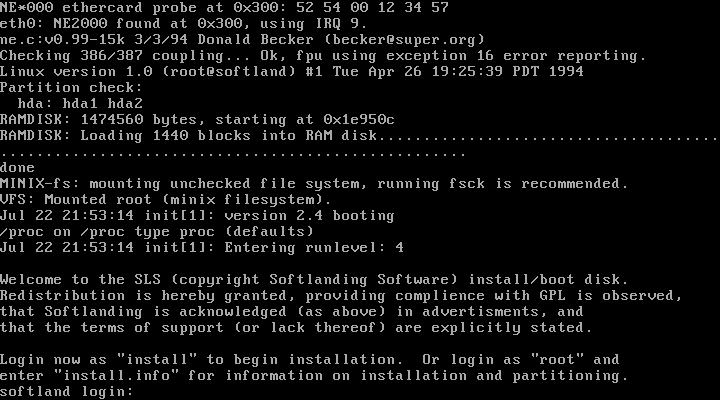 NE*000 ethercard probe at 0x300: 52 54 00 12 34 57
eth0: NE2000 found at 0x300, using IRQ 9.
ne.c:v0.99-15k 3/3/94 Donald Becker (becker@super.org)
Checking 386/387 coupling... Ok, fpu using exception 16 error reporting.
Linux version 1.0 (root@softland) #1 Tue Apr 26 19:25:39 PDT 1994
Partition check:
  hda: hda1 hda2
RAMDISK: 1474560 bytes, starting at 0x1e950c
RAMDISK: Loading 1440 blocks into RAM disk...........................................
..........................................................
done
MINIX-fs: mounting unchecked file system, running fsck is recommended.
VFS: Mounted root (minix filesystem).
Jul 22 21:53:14 init[1]: version 2.4 booting
/proc on /proc type proc (defaults)
Jul 22 21:53:14 init[1]: Entering runlevel: 4
Welcome to the SLS (copyright Softlanding Software) install/boot disk.
Redistribution is hereby granted, providing complience with GPL is observed,
that Softlanding is acknowledged (as above) in advertisments, and
that the terms of support (or lack thereof) are explicitly stated.
Login now as "install" to begin installation.  Or login as "root" and
enter "install.info" for information on installation and partitioning.
softland login: